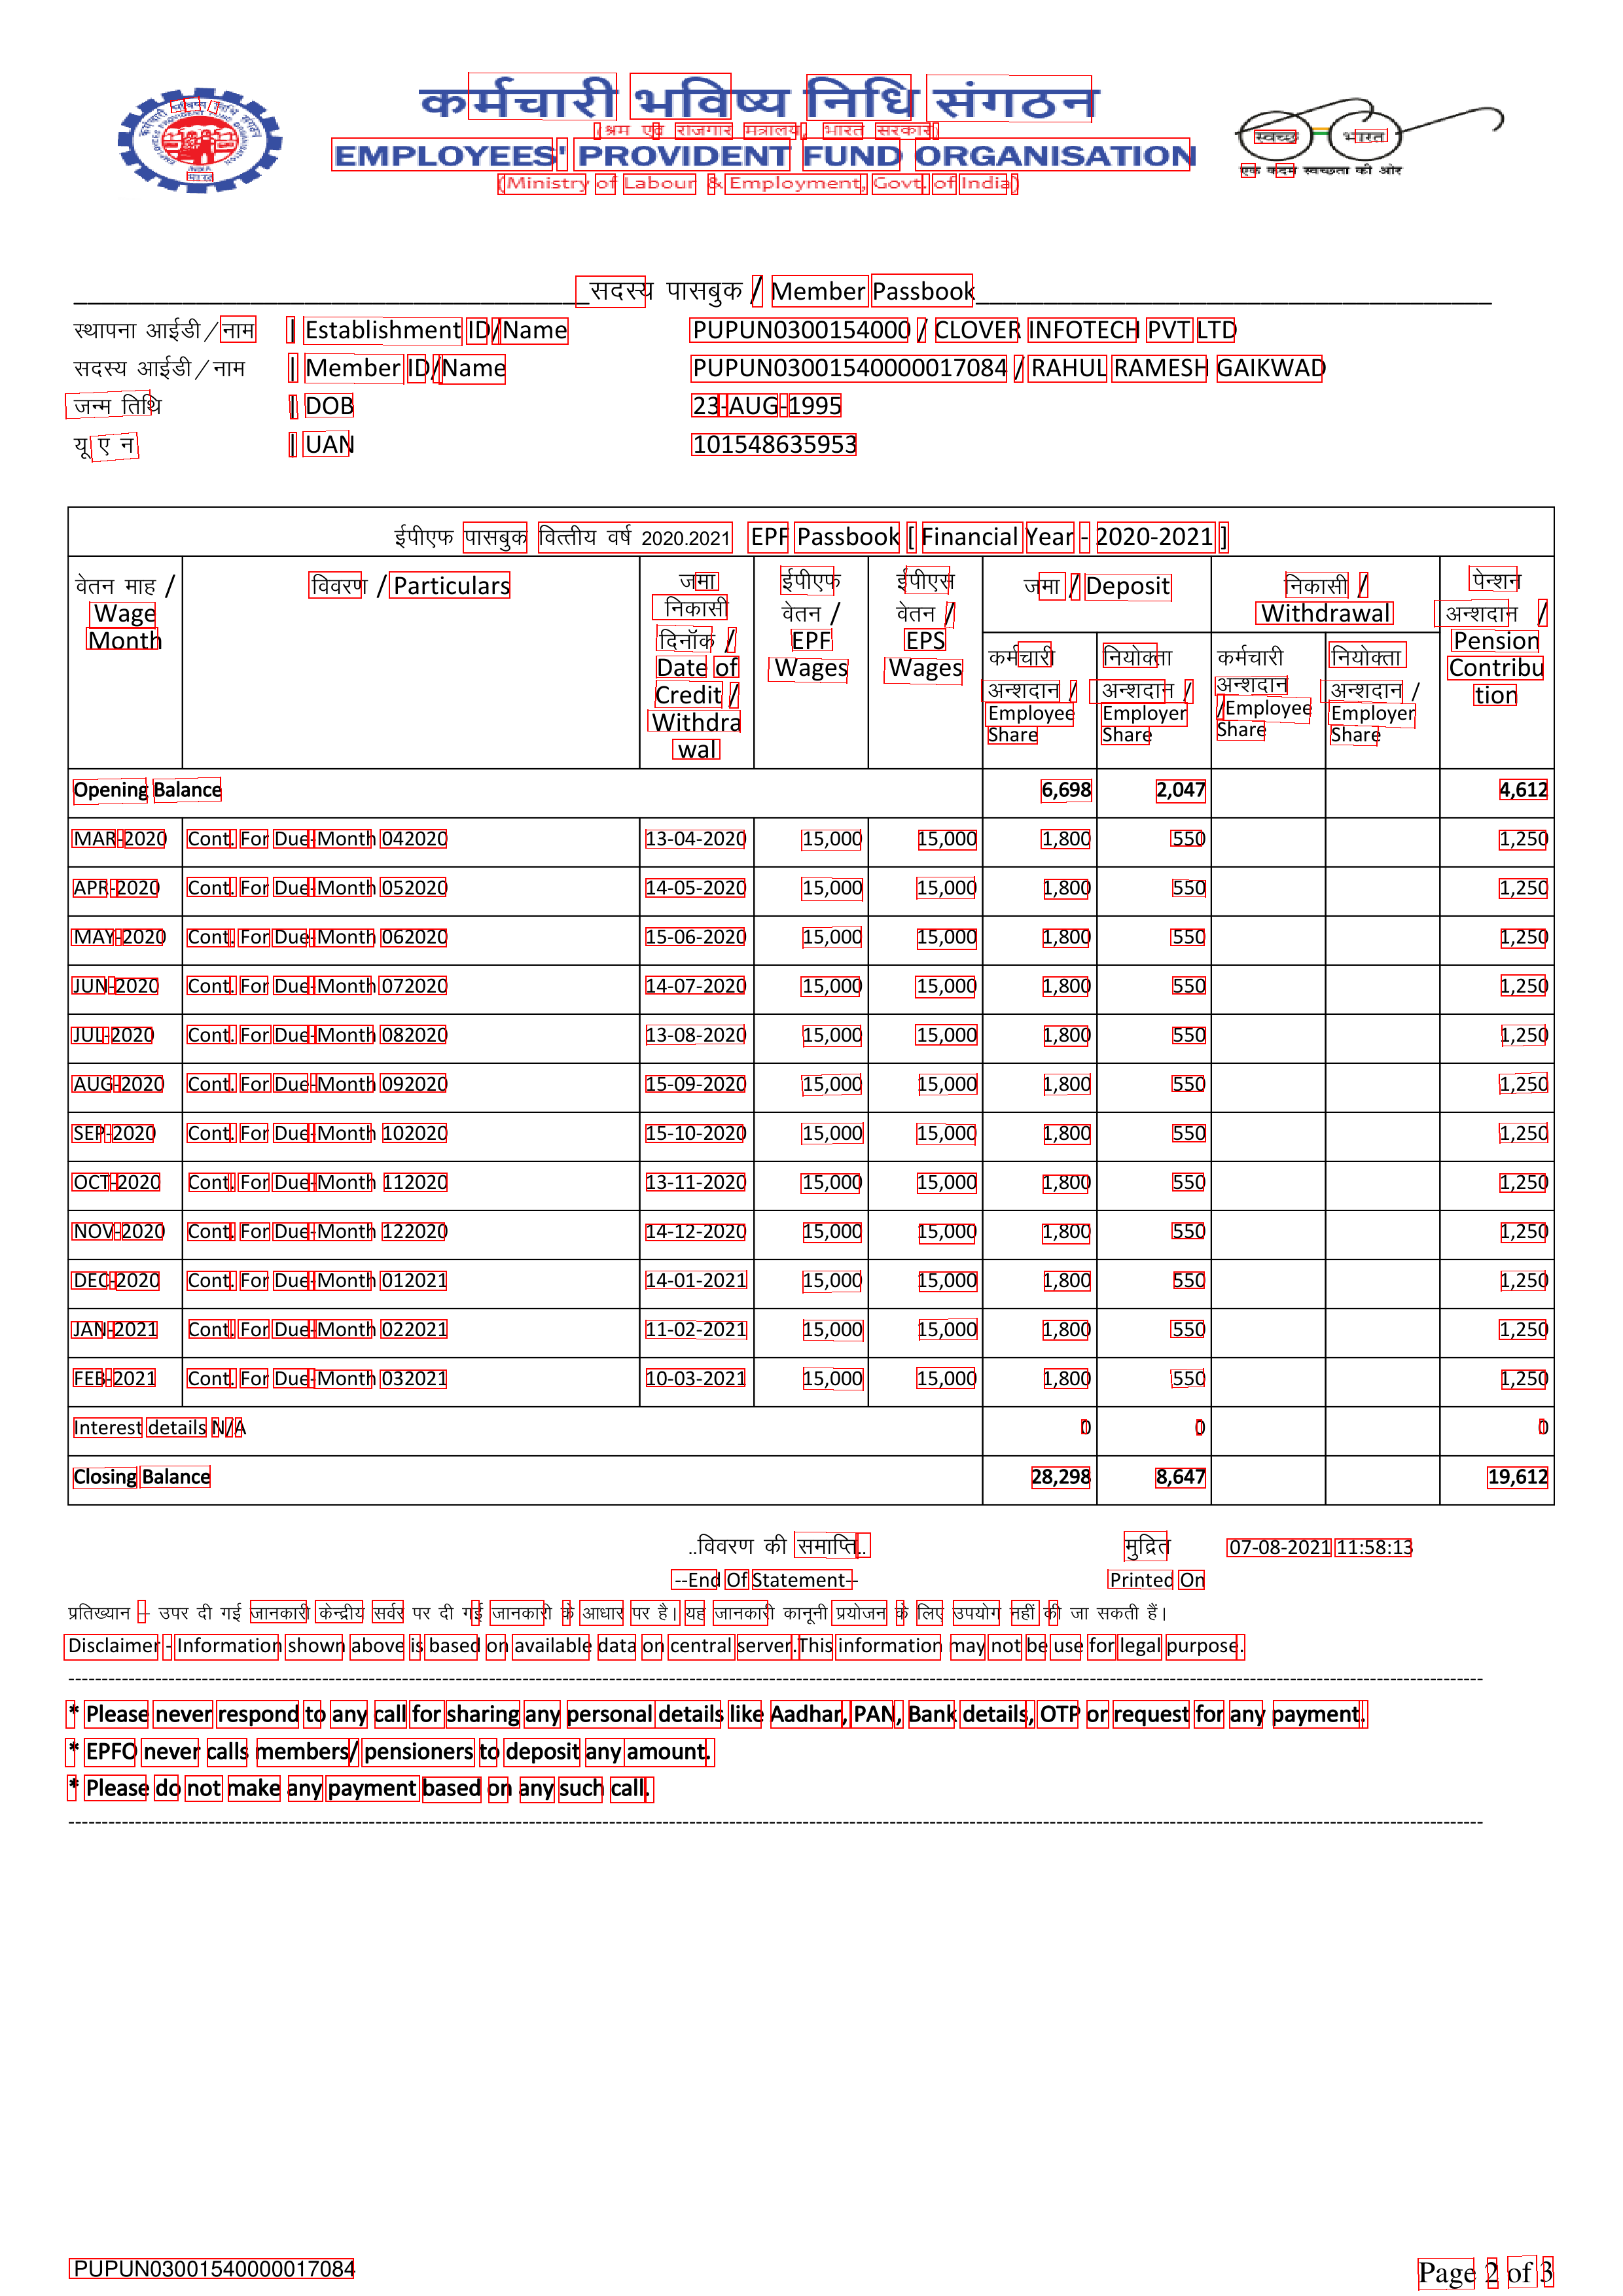 कर्मचारी भविष्य निधि संगठन
(श्रम एवं रोजगार मंत्रालय, भारत सरकार)
EMPLOYEES' PROVIDENT FUND ORGANISATION
(Ministry of Labour & Employment, Govt. of India)
स्वच्छ भारत
एक कदम स्वच्छता की ओर
सदस्य पासबुक / Member Passbook
स्थापना आईडी/नाम | Establishment ID/Name PUPUN0300154000 / CLOVER INFOTECH PVT LTD
सदस्य आईडी/नाम | Member ID/Name PUPUN03001540000017084 / RAHUL RAMESH GAIKWAD
जन्म तिथि | DOB 23-AUG-1995
यू ए न | UAN 101548635953
ईपीएफ पासबुक वित्तीय वर्ष 2020.2021 EPF Passbook [ Financial Year - 2020-2021 ]
वेतन माह / Wage Month
विवरण / Particulars
जमा निकासी दिनॉक / Date of Credit / Withdrawal
ईपीएफ वेतन / EPF Wages
ईपीएस वेतन / EPS Wages
जमा / Deposit
निकासी / Withdrawal
पेन्शन अन्शदान / Pension Contribution
कर्मचारी अन्शदान / Employee Share
नियोक्ता अन्शदान / Employer Share
कर्मचारी अन्शदान /Employee Share
नियोक्ता अन्शदान / Employer Share
Opening Balance 6,698 2,047 4,612
MAR-2020 Cont. For Due-Month 042020 13-04-2020 15,000 15,000 1,800 550 1,250
APR-2020 Cont. For Due-Month 052020 14-05-2020 15,000 15,000 1,800 550 1,250
MAY-2020 Cont. For Due-Month 062020 15-06-2020 15,000 15,000 1,800 550 1,250
JUN-2020 Cont. For Due-Month 072020 14-07-2020 15,000 15,000 1,800 550 1,250
JUL-2020 Cont. For Due-Month 082020 13-08-2020 15,000 15,000 1,800 550 1,250
AUG-2020 Cont. For Due-Month 092020 15-09-2020 15,000 15,000 1,800 550 1,250
SEP-2020 Cont. For Due-Month 102020 15-10-2020 15,000 15,000 1,800 550 1,250
OCT-2020 Cont. For Due-Month 112020 13-11-2020 15,000 15,000 1,800 550 1,250
NOV-2020 Cont. For Due-Month 122020 14-12-2020 15,000 15,000 1,800 550 1,250
DEC-2020 Cont. For Due-Month 012021 14-01-2021 15,000 15,000 1,800 550 1,250
JAN-2021 Cont. For Due-Month 022021 11-02-2021 15,000 15,000 1,800 550 1,250
FEB-2021 Cont. For Due-Month 032021 10-03-2021 15,000 15,000 1,800 550 1,250
Interest details N/A 0 0 0
Closing Balance 28,298 8,647 19,612
..विवरण की समाप्ति.. मुद्रित 07-08-2021 11:58:13
--End Of Statement-- Printed On
प्रतिख्यान – उपर दी गई जानकारी केन्द्रीय सर्वर पर दी गई जानकारी के आधार पर है। यह जानकारी कानूनी प्रयोजन के लिए उपयोग नहीं की जा सकती हैं।
Disclaimer - Information shown above is based on available data on central server.This information may not be use for legal purpose.
* Please never respond to any call for sharing any personal details like Aadhar, PAN, Bank details, OTP or request for any payment.
* EPFO never calls members/ pensioners to deposit any amount.
* Please do not make any payment based on any such call.
PUPUN03001540000017084 Page 2 of 3